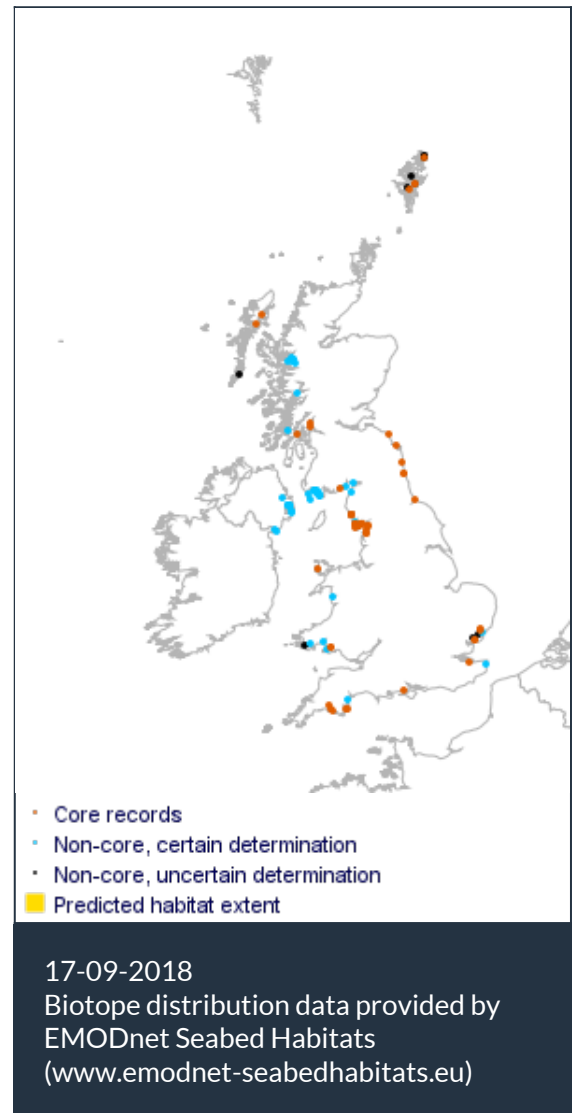 Core records
Non-core, certain determination
Non-core, uncertain determination
Predicted habitat extent
17-09-2018
Biotope distribution data provided by
EMODnet Seabed Habitats
(www.emodnet-seabedhabitats.eu)